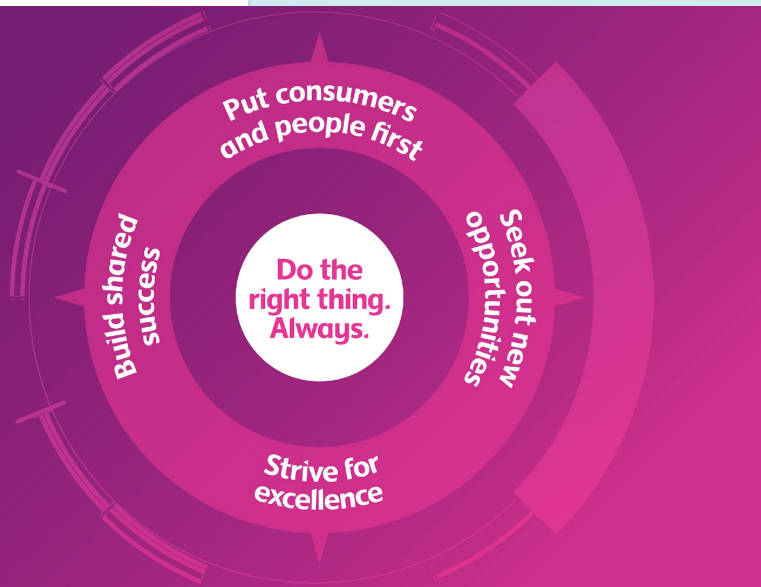 Put consumers
and people first
Seek out new
opportunities
Strive for
excellence
Build shared
success
Do the
right thing.
Always.